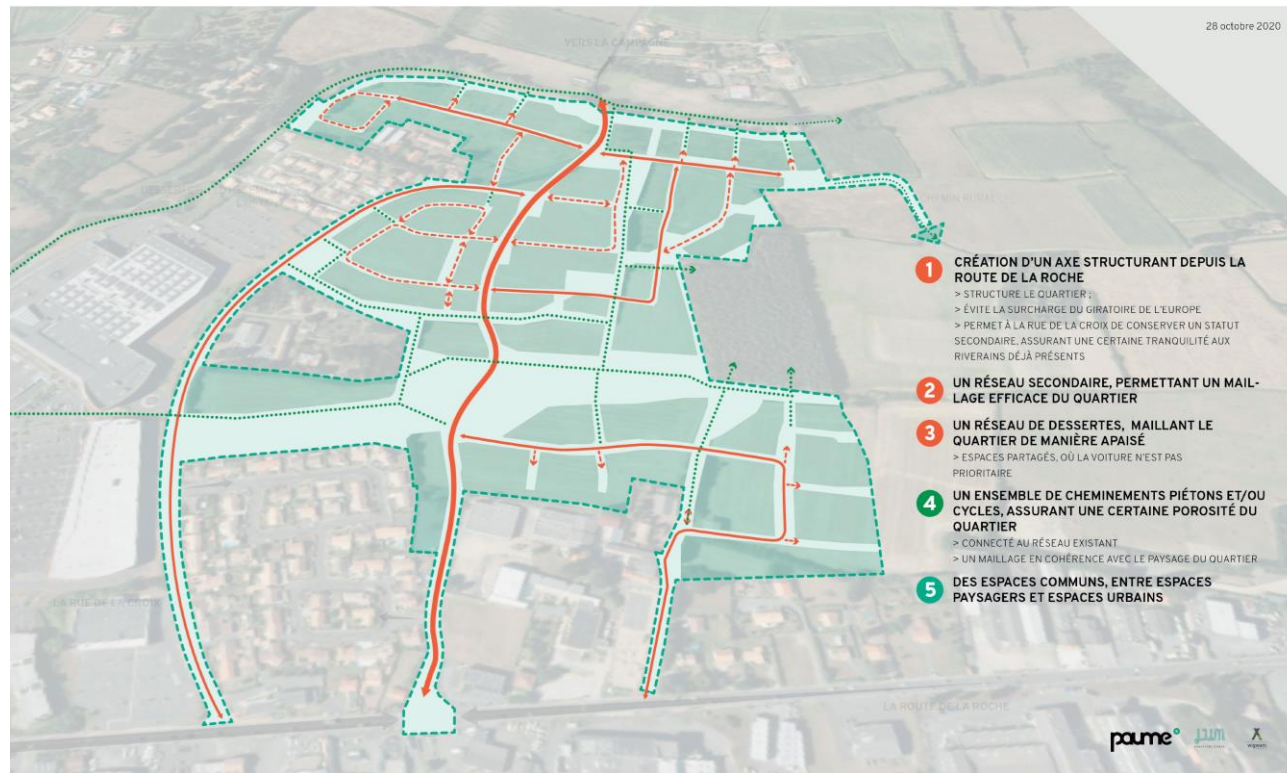 28 octobre 2020
VERS LA CAMPAGNE
CHEMIN RURAL
1
CRÉATION D'UN AXE STRUCTURANT DEPUIS LA
ROUTE DE LA ROCHE
> STRUCTURE LE QUARTIER ;
> ÉVITE LA SURCHARGE DU GIRATOIRE DE L'EUROPE
> PERMET À LA RUE DE LA CROIX DE CONSERVER UN STATUT
SECONDAIRE, ASSURANT UNE CERTAINE TRANQUILITÉ AUX
RIVERAINS DÉJÀ PRÉSENTS
2
UN RÉSEAU SECONDAIRE, PERMETTANT UN MAIL-
LAGE EFFICACE DU QUARTIER
3
UN RÉSEAU DE DESSERTES, MAILLANT LE
QUARTIER DE MANIÈRE APAISÉ
> ESPACES PARTAGÉS, OÙ LA VOITURE N'EST PAS
PRIORITAIRE
4
UN ENSEMBLE DE CHEMINEMENTS PIÉTONS ET/OU
CYCLES, ASSURANT UNE CERTAINE POROSITÉ DU
QUARTIER
> CONNECTÉ AU RÉSEAU EXISTANT
> UN MAILLAGE EN COHÉRENCE AVEC LE PAYSAGE DU QUARTIER
5
DES ESPACES COMMUNS, ENTRE ESPACES
PAYSAGERS ET ESPACES URBAINS
LA RUE DE LA CROIX
LA ROUTE DE LA ROCHE
paume